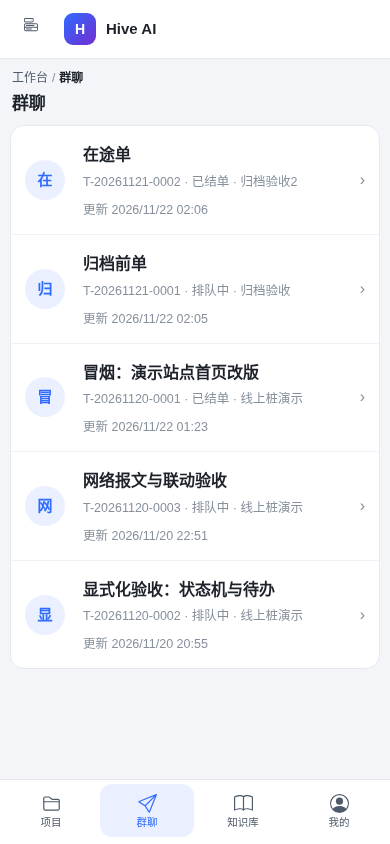 H Hive AI
工作台 / 群聊
群聊
在
在途单
T-20261121-0002 · 已结单 · 归档验收2
更新 2026/11/22 02:06
›
归
归档前单
T-20261121-0001 · 排队中 · 归档验收
更新 2026/11/22 02:05
›
冒
冒烟：演示站点首页改版
T-20261120-0001 · 已结单 · 线上桩演示
更新 2026/11/22 01:23
›
网
网络报文与联动验收
T-20261120-0003 · 排队中 · 线上桩演示
更新 2026/11/20 22:51
›
显
显式化验收：状态机与待办
T-20261120-0002 · 排队中 · 线上桩演示
更新 2026/11/20 20:55
›
项目 群聊 知识库 我的